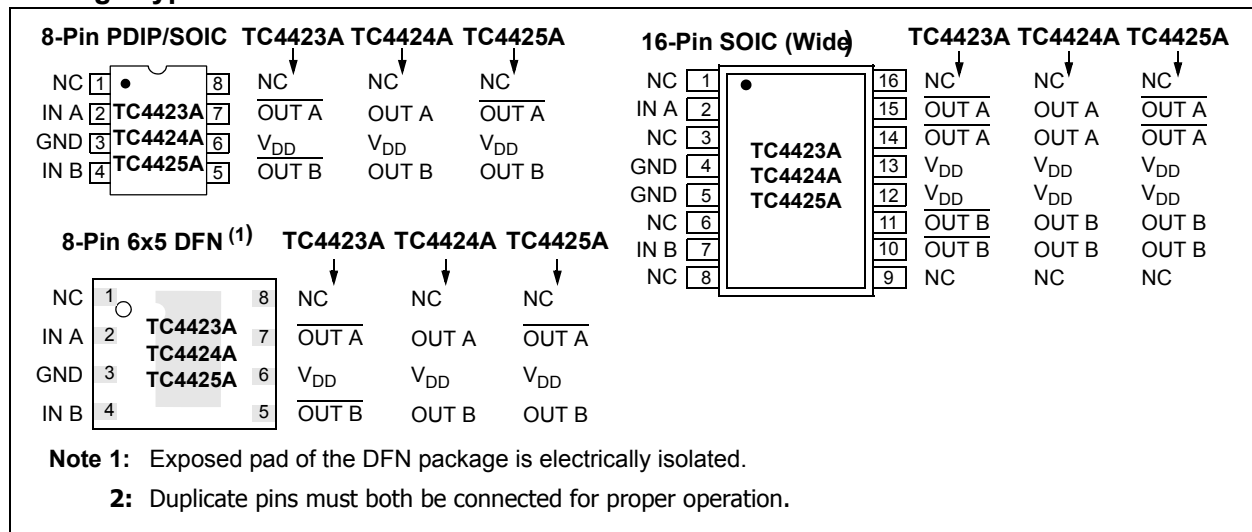 8-Pin PDIP/SOIC TC4423A TC4424A TC4425A
NC 1 8 NC NC NC
IN A 2 TC4423A 7 OUT A OUT A OUT A
GND 3 TC4424A 6 VDD VDD VDD
IN B 4 TC4425A 5 OUT B OUT B OUT B
16-Pin SOIC (Wide) TC4423A TC4424A TC4425A
NC 1 16 NC NC NC
IN A 2 15 OUT A OUT A OUT A
NC 3 14 OUT A OUT A OUT A
GND 4 13 VDD VDD VDD
GND 5 12 VDD VDD VDD
NC 6 11 OUT B OUT B OUT B
IN B 7 10 OUT B OUT B OUT B
NC 8 9 NC NC NC
TC4423A
TC4424A
TC4425A
8-Pin 6x5 DFN (1) TC4423A TC4424A TC4425A
NC 1 8 NC NC NC
IN A 2 7 OUT A OUT A OUT A
GND 3 6 VDD VDD VDD
IN B 4 5 OUT B OUT B OUT B
TC4423A
TC4424A
TC4425A
Note 1: Exposed pad of the DFN package is electrically isolated.
2: Duplicate pins must both be connected for proper operation.